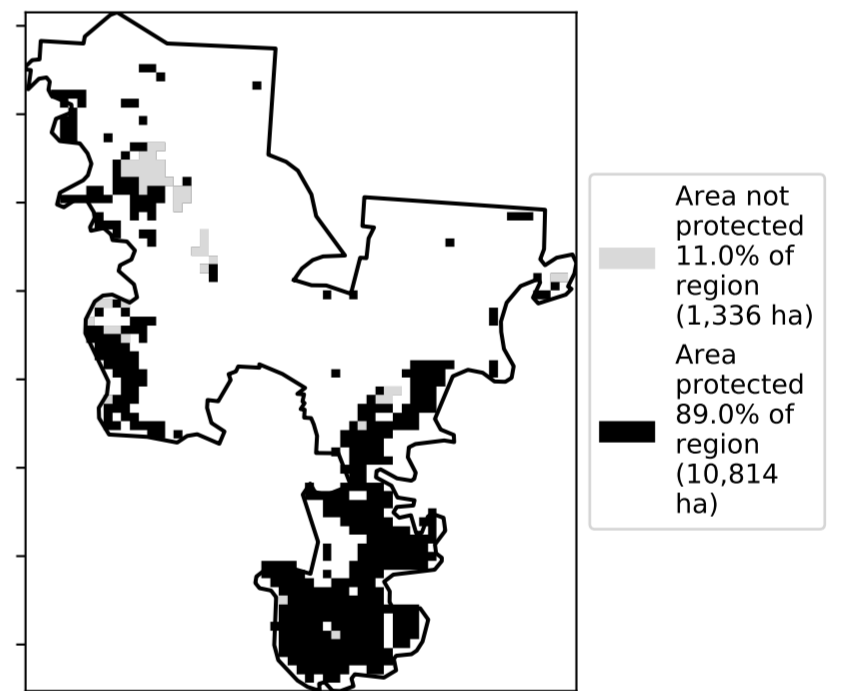 Area not
protected
11.0% of
region
(1,336 ha)
Area
protected
89.0% of
region
(10,814
ha)